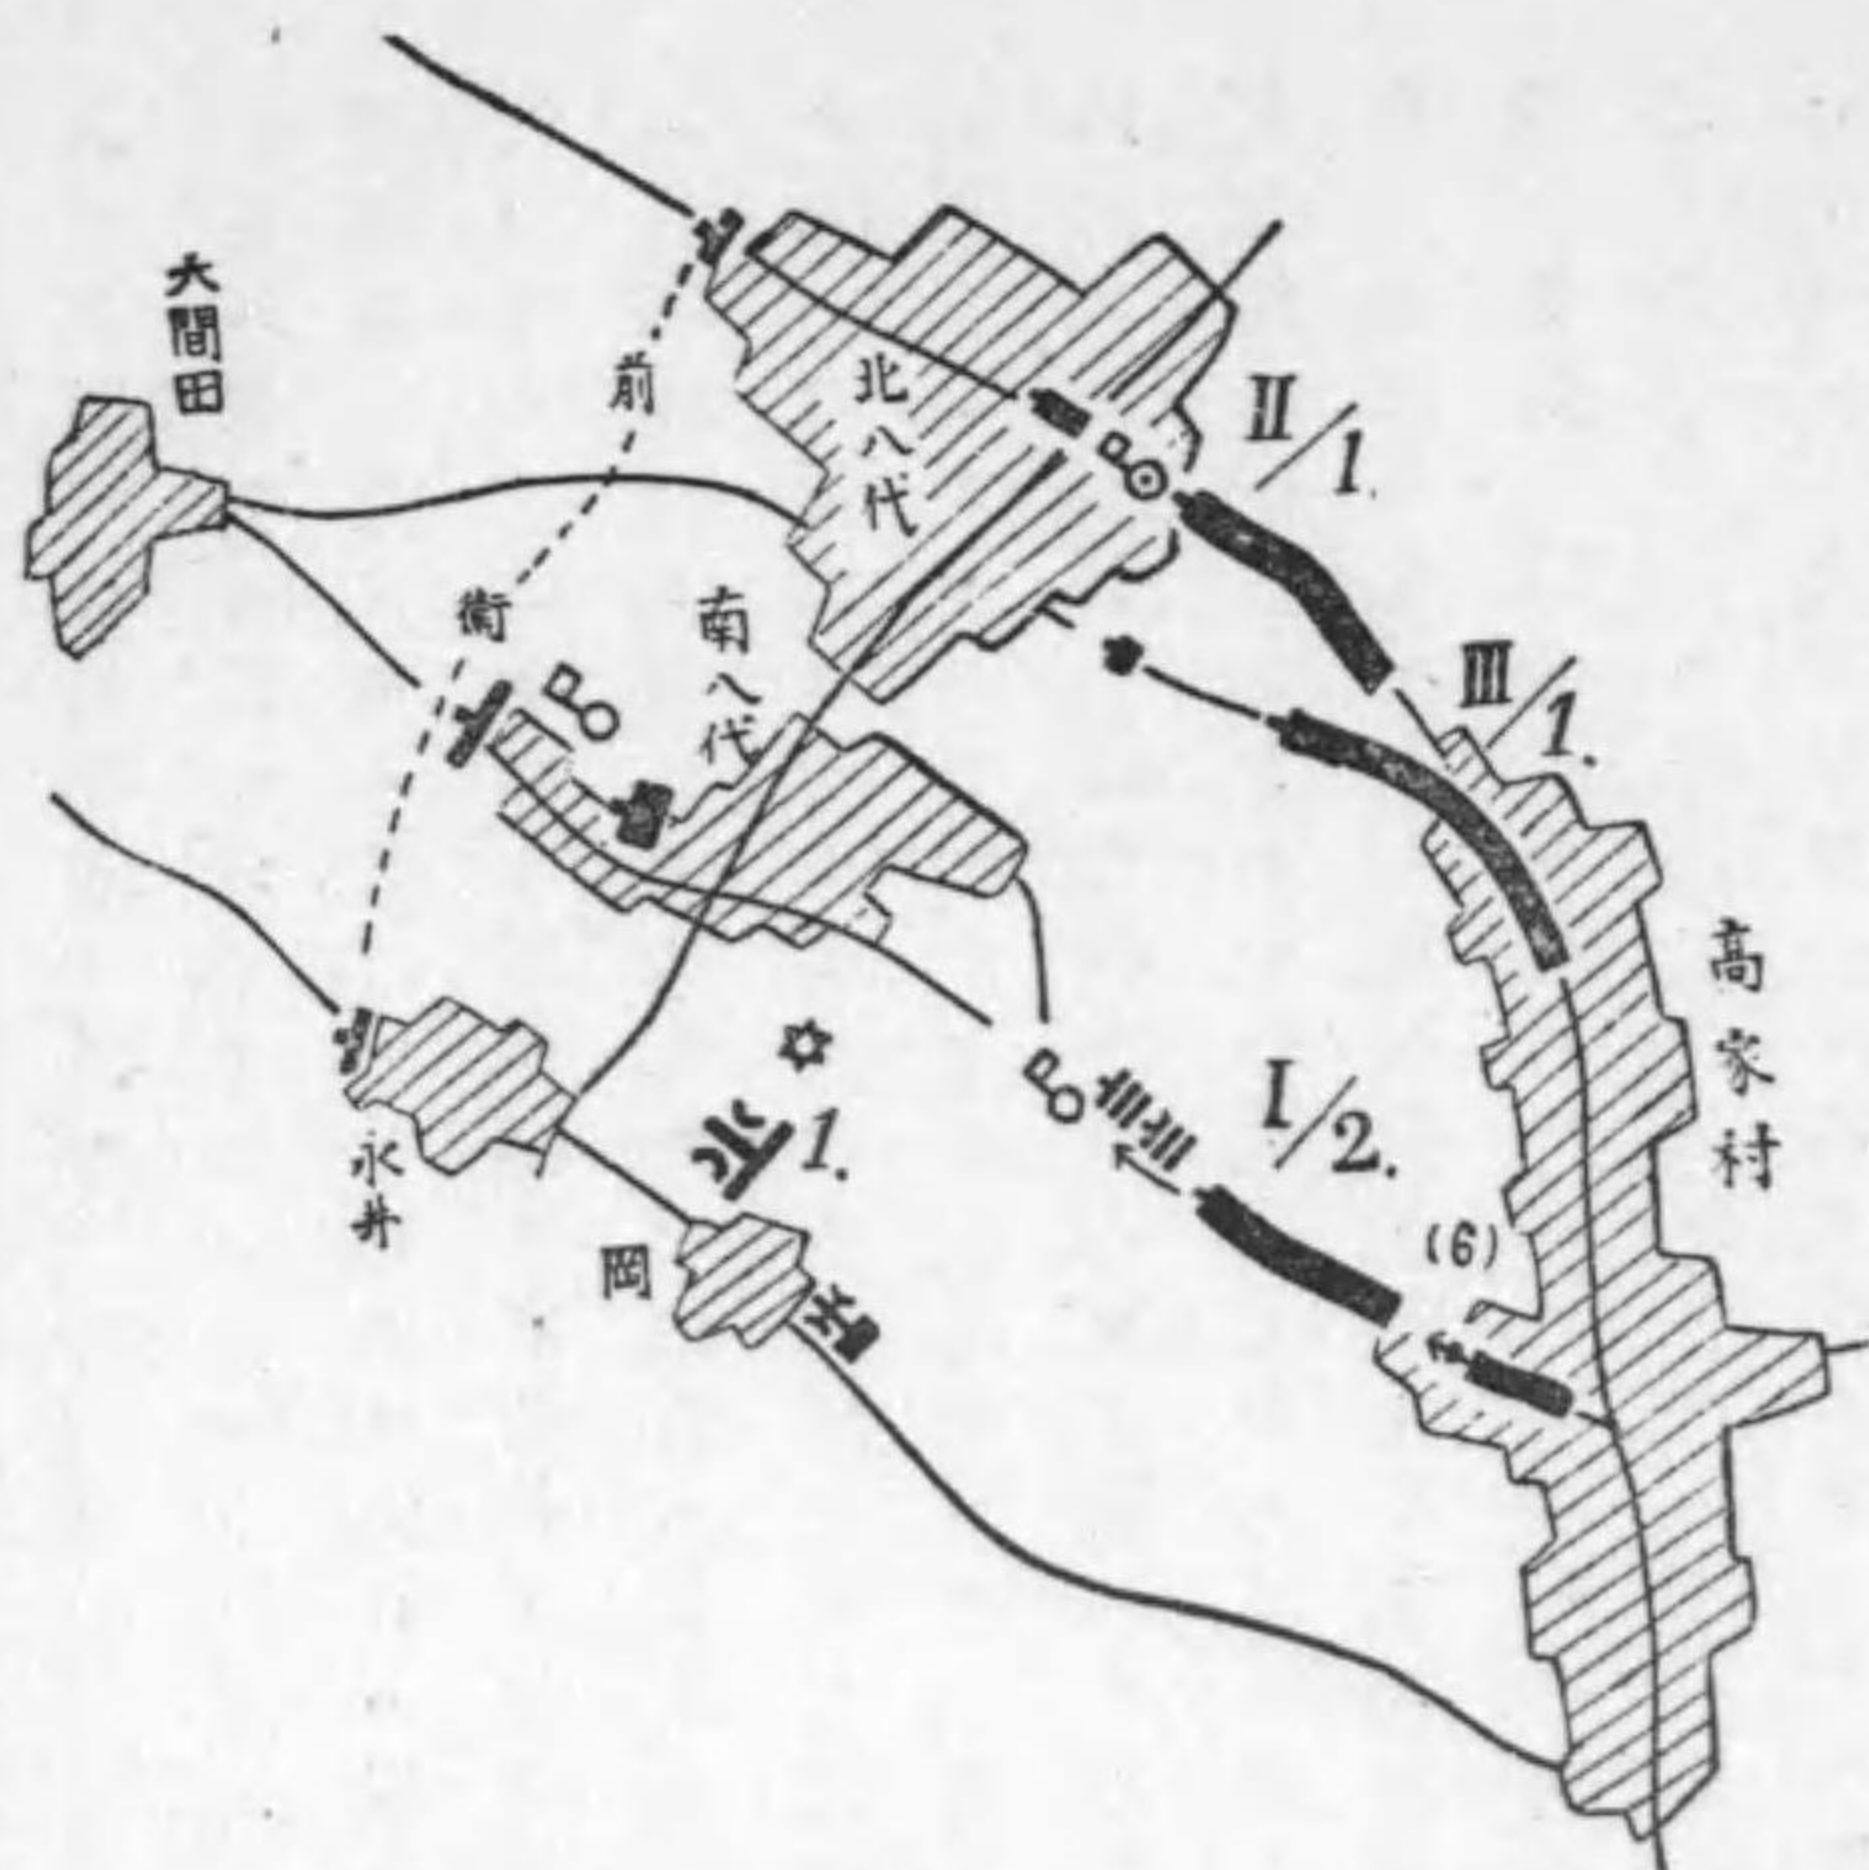 大間田
前衛
北八代
南八代
II/1.
III/1.
高家村
I/2.
(6)
1.
永井
岡